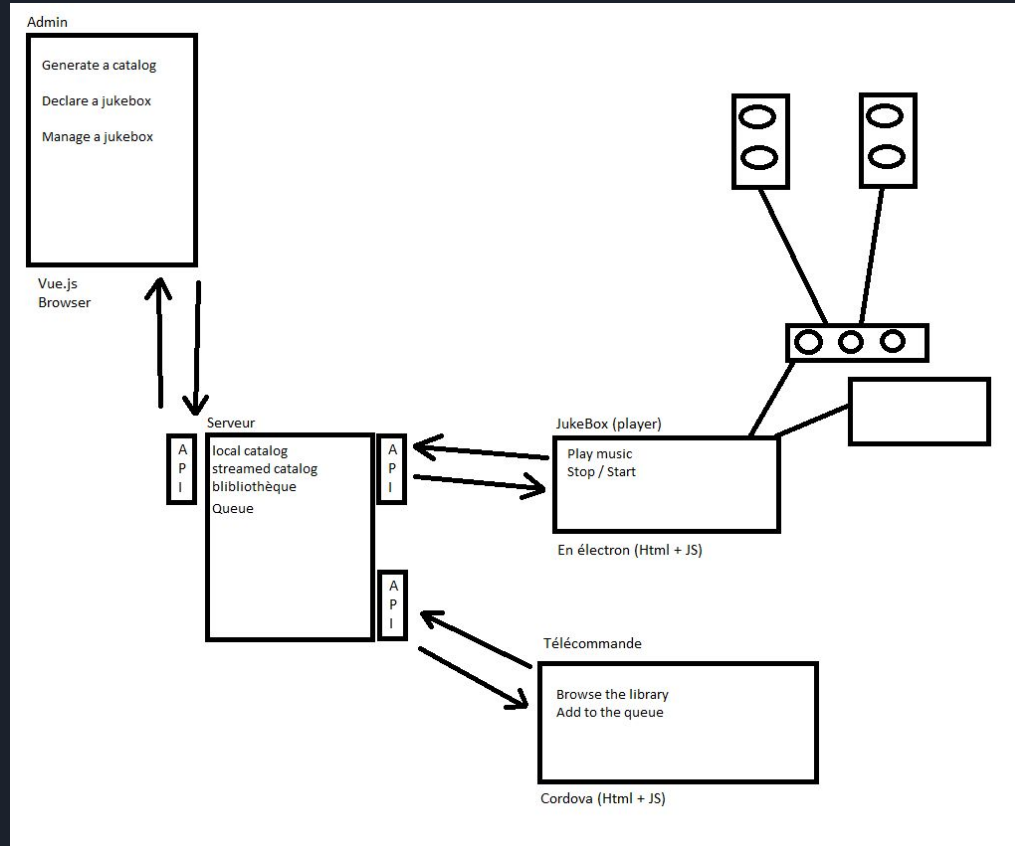 Admin
Generate a catalog
Declare a jukebox
Manage a jukebox
Vue.js
Browser
Serveur
A
P
I
local catalog
streamed catalog
blibliothèque
Queue
A
P
I
A
P
I
JukeBox (player)
Play music
Stop / Start
En électron (Html + JS)
Télécommande
Browse the library
Add to the queue
Cordova (Html + JS)